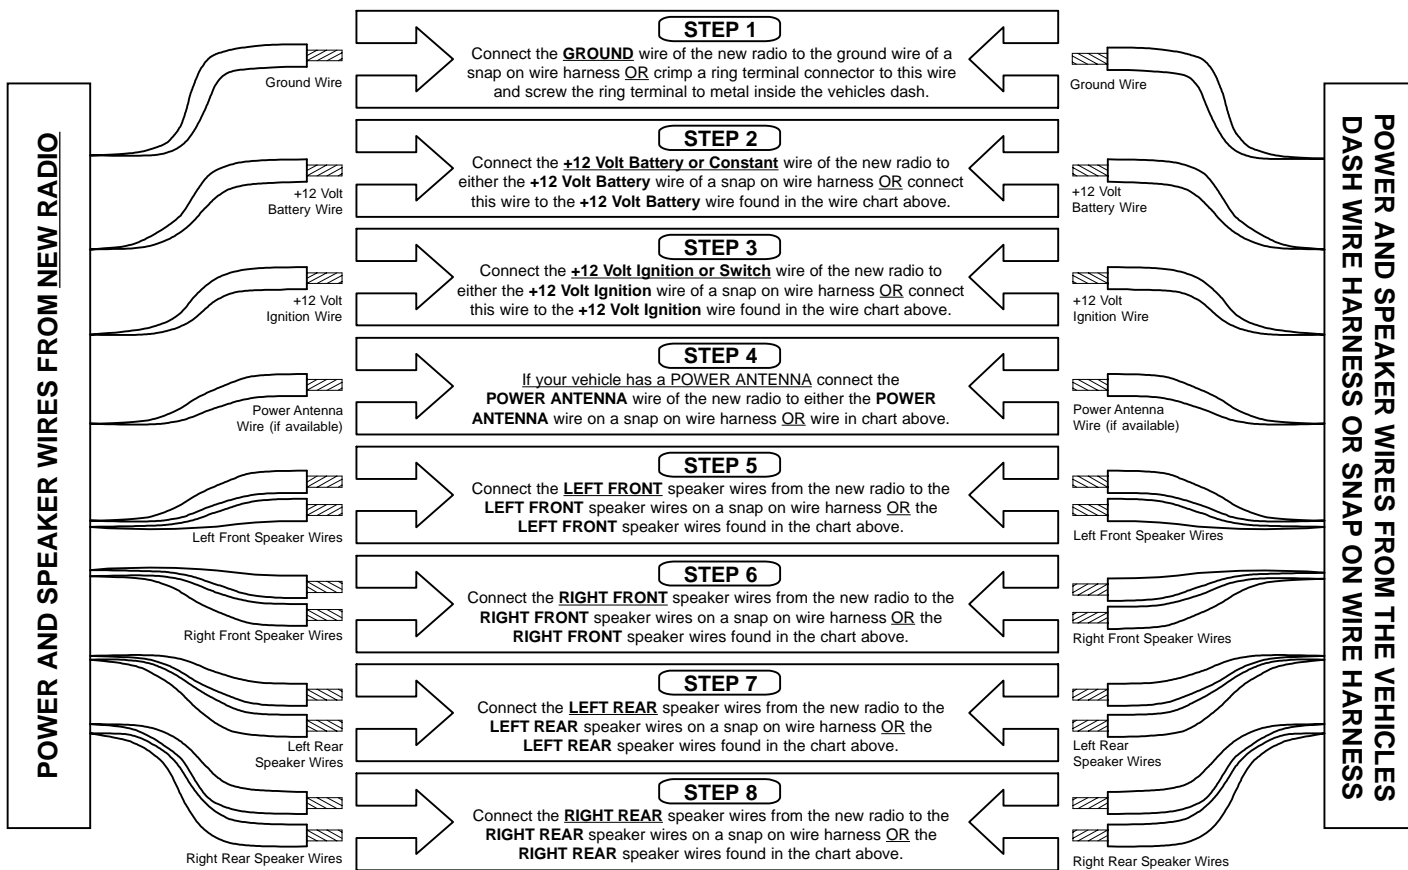 POWER AND SPEAKER WIRES FROM NEW RADIO
Ground Wire
+12 Volt
Battery Wire
+12 Volt
Ignition Wire
Power Antenna
Wire (if available)
Left Front Speaker Wires
Right Front Speaker Wires
Left Rear
Speaker Wires
Right Rear Speaker Wires
STEP 1
Connect the GROUND wire of the new radio to the ground wire of a
snap on wire harness OR crimp a ring terminal connector to this wire
and screw the ring terminal to metal inside the vehicles dash.
STEP 2
Connect the +12 Volt Battery or Constant wire of the new radio to
either the +12 Volt Battery wire of a snap on wire harness OR connect
this wire to the +12 Volt Battery wire found in the wire chart above.
STEP 3
Connect the +12 Volt Ignition or Switch wire of the new radio to
either the +12 Volt Ignition wire of a snap on wire harness OR connect
this wire to the +12 Volt Ignition wire found in the wire chart above.
STEP 4
If your vehicle has a POWER ANTENNA connect the
POWER ANTENNA wire of the new radio to either the POWER
ANTENNA wire on a snap on wire harness OR wire in chart above.
STEP 5
Connect the LEFT FRONT speaker wires from the new radio to the
LEFT FRONT speaker wires on a snap on wire harness OR the
LEFT FRONT speaker wires found in the chart above.
STEP 6
Connect the RIGHT FRONT speaker wires from the new radio to the
RIGHT FRONT speaker wires on a snap on wire harness OR the
RIGHT FRONT speaker wires found in the chart above.
STEP 7
Connect the LEFT REAR speaker wires from the new radio to the
LEFT REAR speaker wires on a snap on wire harness OR the
LEFT REAR speaker wires found in the chart above.
STEP 8
Connect the RIGHT REAR speaker wires from the new radio to the
RIGHT REAR speaker wires on a snap on wire harness OR the
RIGHT REAR speaker wires found in the chart above.
Ground Wire
+12 Volt
Battery Wire
+12 Volt
Ignition Wire
Power Antenna
Wire (if available)
Left Front Speaker Wires
Right Front Speaker Wires
Left Rear
Speaker Wires
Right Rear Speaker Wires
POWER AND SPEAKER WIRES FROM THE VEHICLES
DASH WIRE HARNESS OR SNAP ON WIRE HARNESS